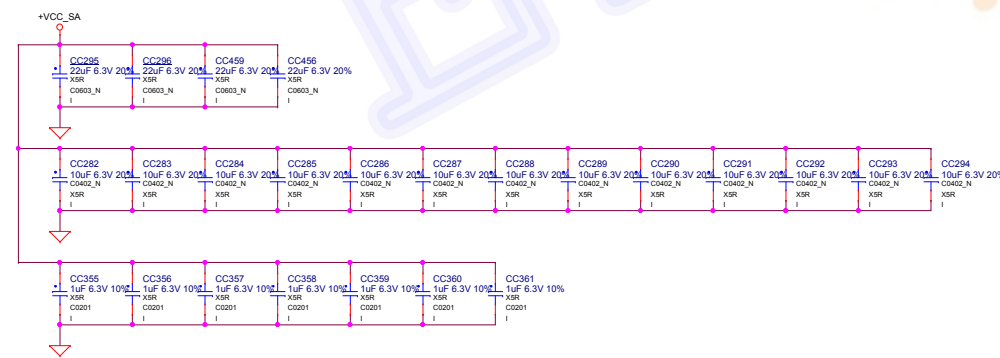 +VCC_SA
CC295 CC296 CC459 CC456
22uF 6.3V 20% 22uF 6.3V 20% 22uF 6.3V 20% 22uF 6.3V 20%
X5R X5R X5R X5R
C0603_N C0603_N C0603_N C0603_N
I I I I
CC282 CC283 CC284 CC285 CC286 CC287 CC288 CC289 CC290 CC291 CC292 CC293 CC294
10uF 6.3V 20% 10uF 6.3V 20% 10uF 6.3V 20% 10uF 6.3V 20% 10uF 6.3V 20% 10uF 6.3V 20% 10uF 6.3V 20% 10uF 6.3V 20% 10uF 6.3V 20% 10uF 6.3V 20% 10uF 6.3V 20% 10uF 6.3V 20% 10uF 6.3V 20%
C0402_N C0402_N C0402_N C0402_N C0402_N C0402_N C0402_N C0402_N C0402_N C0402_N C0402_N C0402_N C0402_N
X5R X5R X5R X5R X5R X5R X5R X5R X5R X5R X5R X5R X5R
I I I I I I I I I I I I I
CC355 CC356 CC357 CC358 CC359 CC360 CC361
1uF 6.3V 10% 1uF 6.3V 10% 1uF 6.3V 10% 1uF 6.3V 10% 1uF 6.3V 10% 1uF 6.3V 10% 1uF 6.3V 10%
X5R X5R X5R X5R X5R X5R X5R
C0201 C0201 C0201 C0201 C0201 C0201 C0201
I I I I I I I